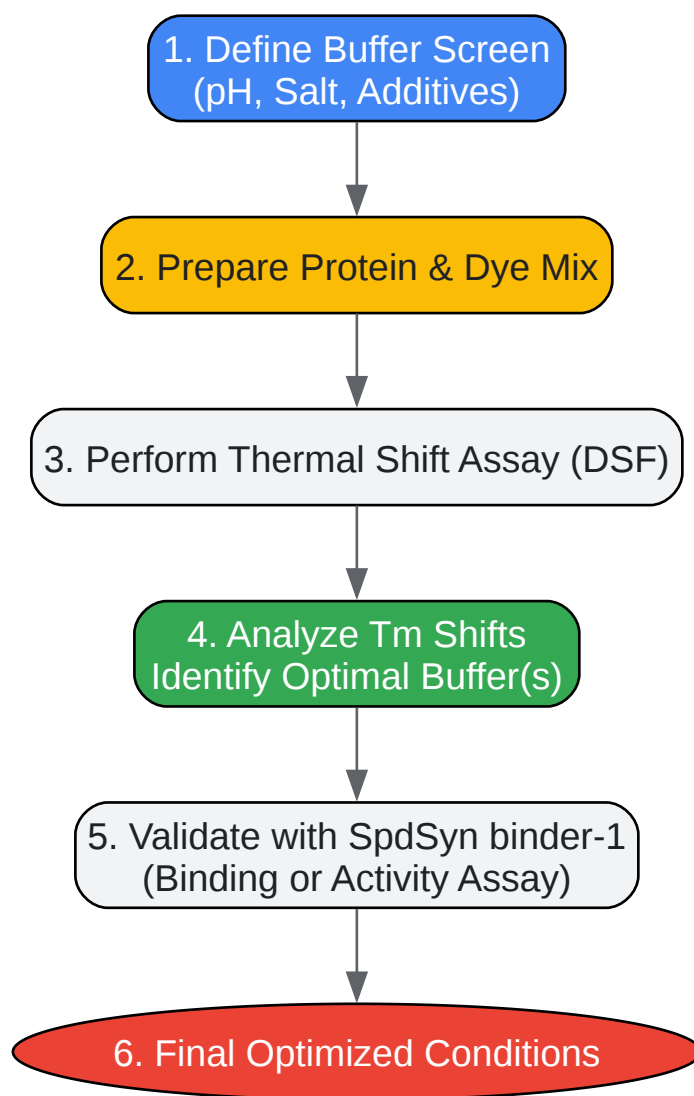 1. Define Buffer Screen
(pH, Salt, Additives)
2. Prepare Protein & Dye Mix
3. Perform Thermal Shift Assay (DSF)
4. Analyze Tm Shifts
Identify Optimal Buffer(s)
5. Validate with SpdSyn binder-1
(Binding or Activity Assay)
6. Final Optimized Conditions